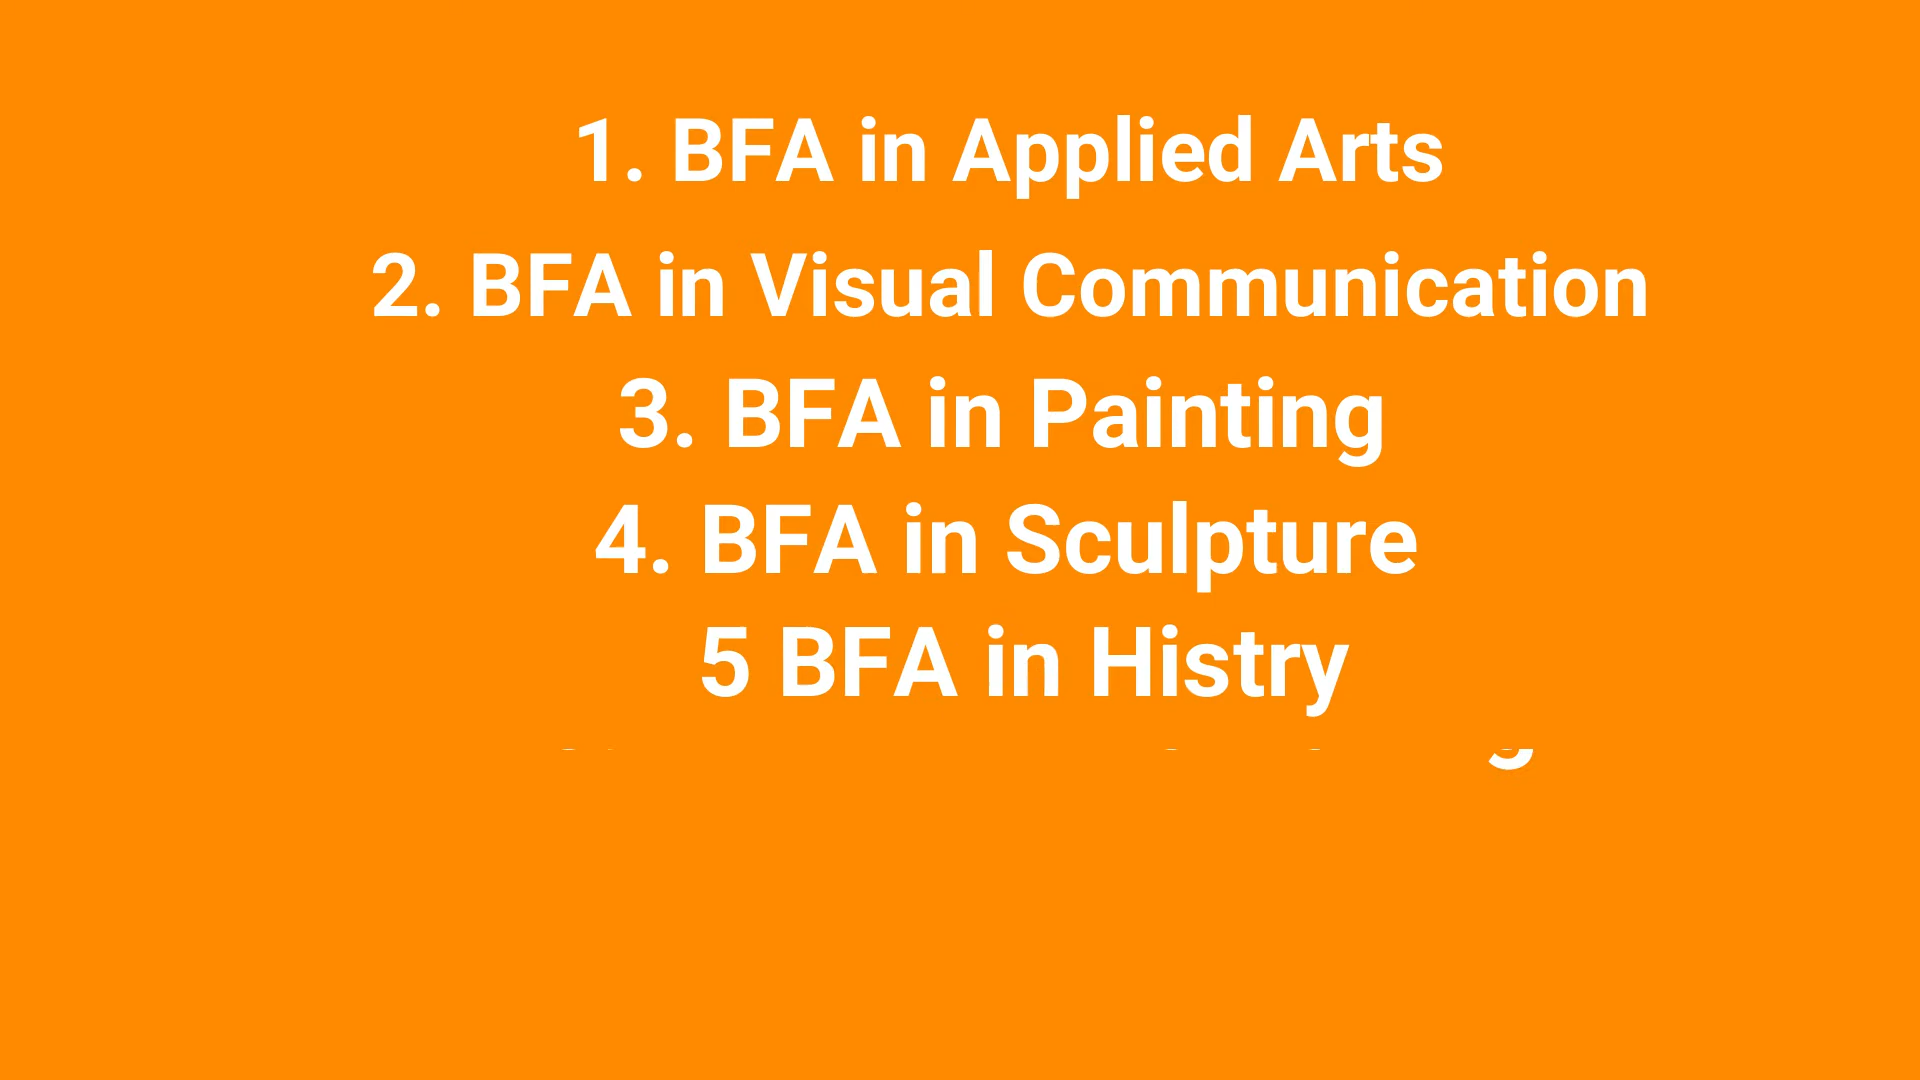 1. BFA in Applied Arts
2. BFA in Visual Communication
3. BFA in Painting
4. BFA in Sculpture
5 BFA in Histry